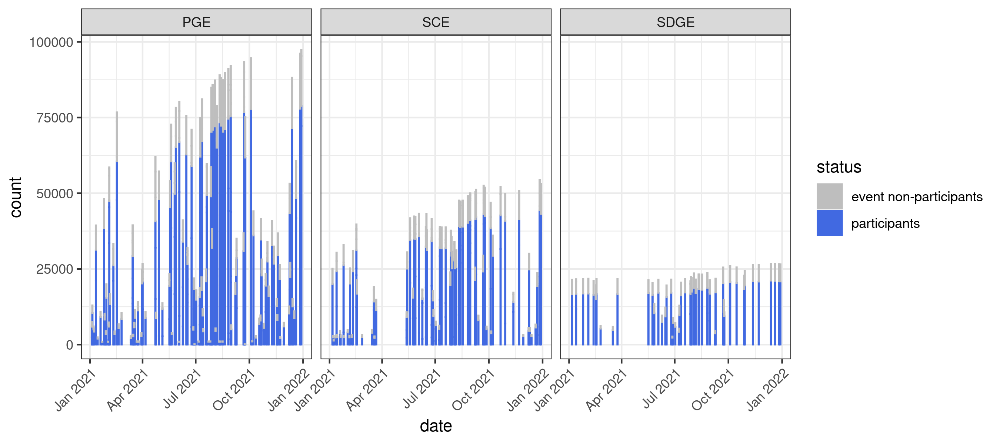 PGE
SCE
SDGE
count
100000
75000
50000
25000
0
Jan 2021
Apr 2021
Jul 2021
Oct 2021
Jan 2022
Jan 2021
Apr 2021
Jul 2021
Oct 2021
Jan 2022
Jan 2021
Apr 2021
Jul 2021
Oct 2021
Jan 2022
date
status
event non-participants
participants